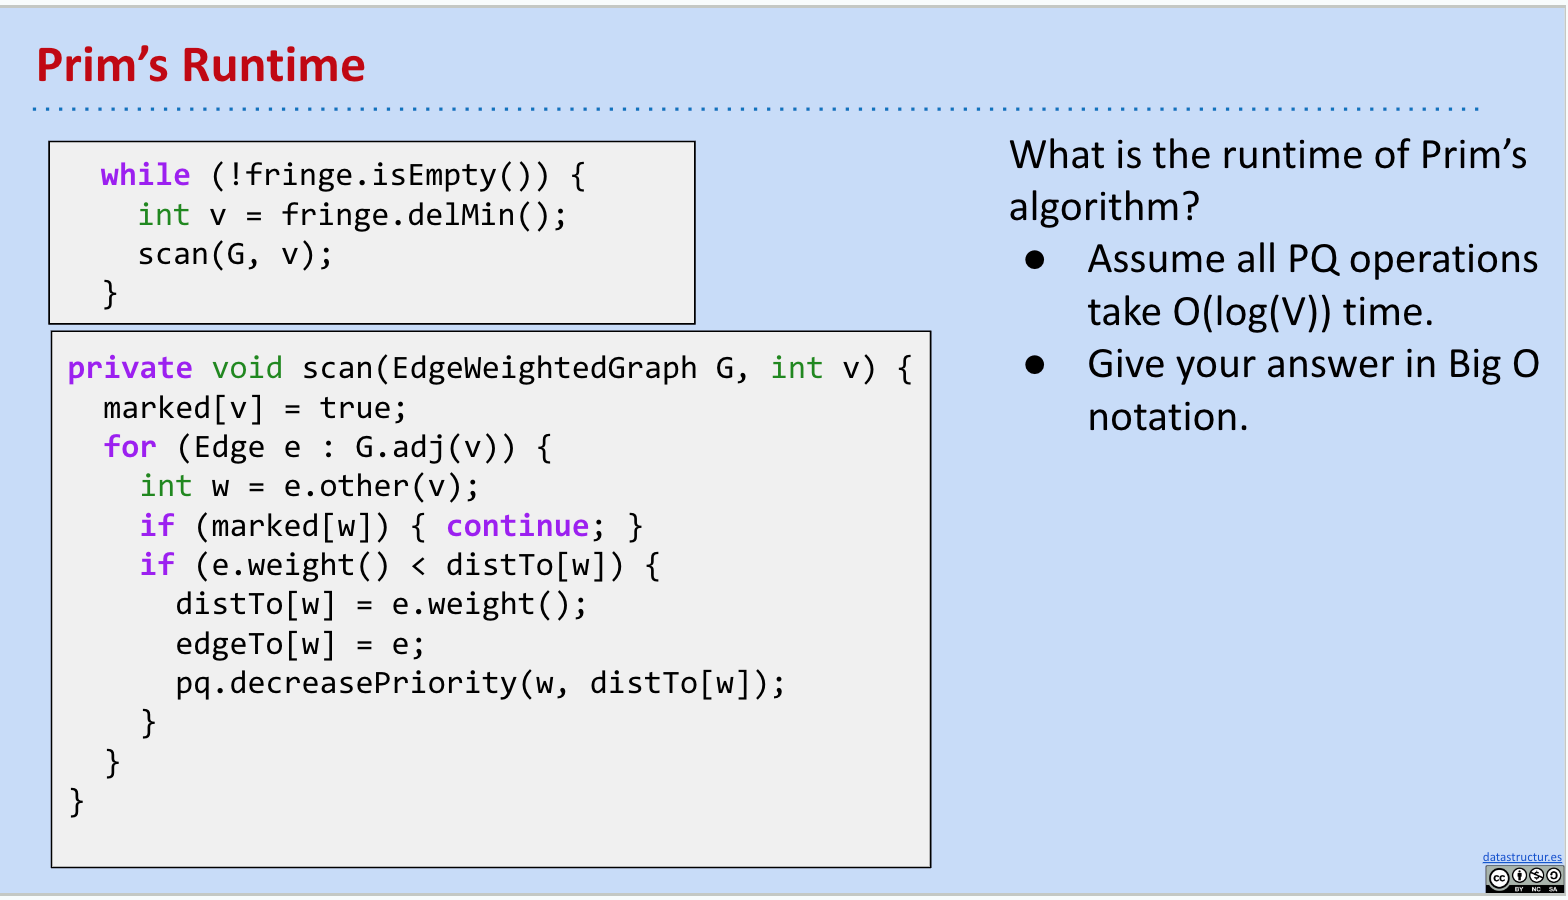 Prim’s Runtime
while (!fringe.isEmpty()) {
int v = fringe.delMin();
scan(G, v);
}
private void scan(EdgeWeightedGraph G, int v) {
marked[v] = true;
for (Edge e : G.adj(v)) {
int w = e.other(v);
if (marked[w]) { continue; }
if (e.weight() < distTo[w]) {
distTo[w] = e.weight();
edgeTo[w] = e;
pq.decreasePriority(w, distTo[w]);
}
}
}
What is the runtime of Prim’s
algorithm?
● Assume all PQ operations
take O(log(V)) time.
● Give your answer in Big O
notation.
datastructur.es
cc
BY NC SA